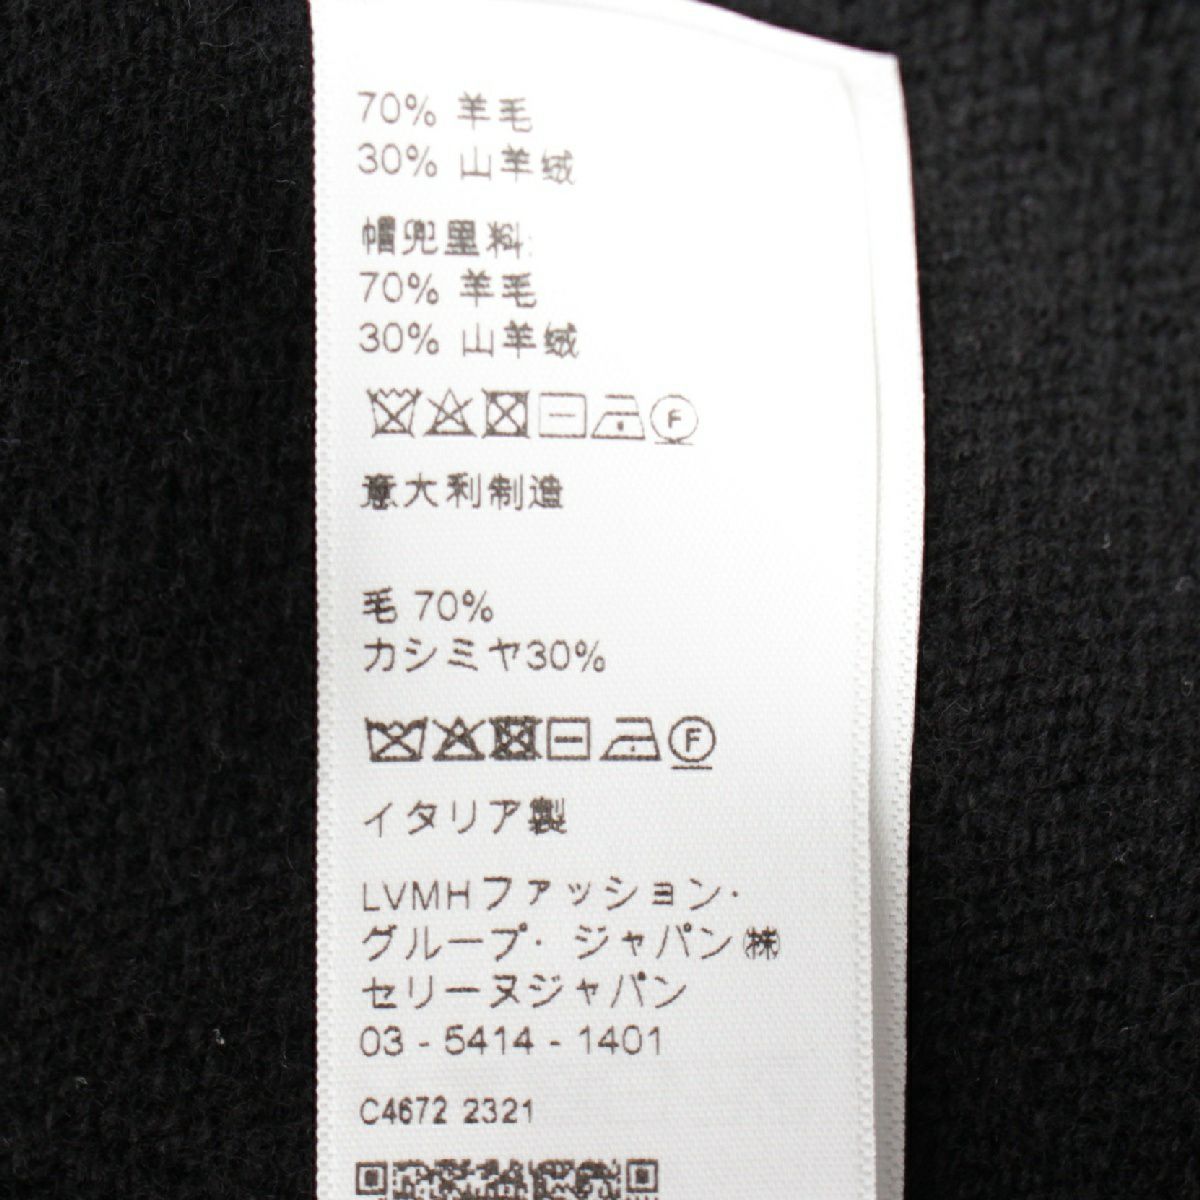 70% 羊毛
30% 山羊绒
帽兜里料:
70% 羊毛
30% 山羊绒
F
意大利制造
毛 70%
カシミヤ30%
F
イタリア製
LVMHファッション・
グループ・ジャパン㈱
セリーヌジャパン
03 - 5414 - 1401
C4672 2321